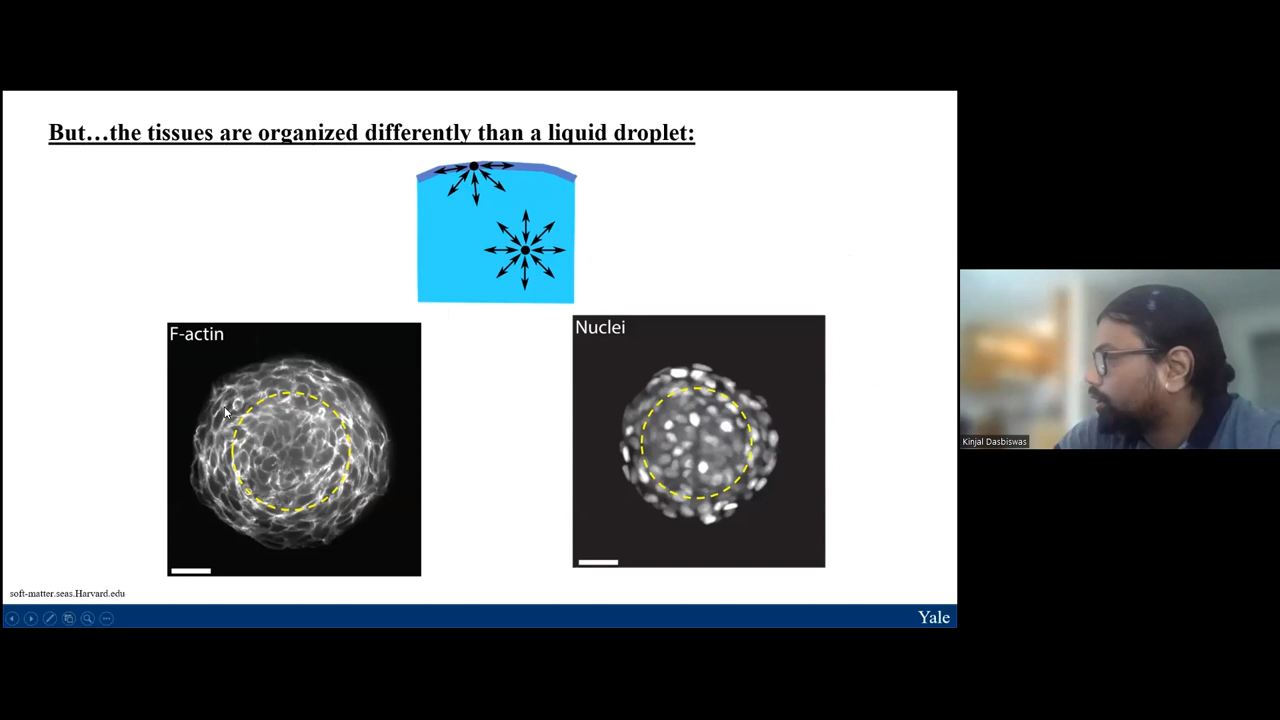 But…the tissues are organized differently than a liquid droplet:
F-actin
Nuclei
Kinjal Dasbiswas
soft-matter.seas.Harvard.edu
Yale